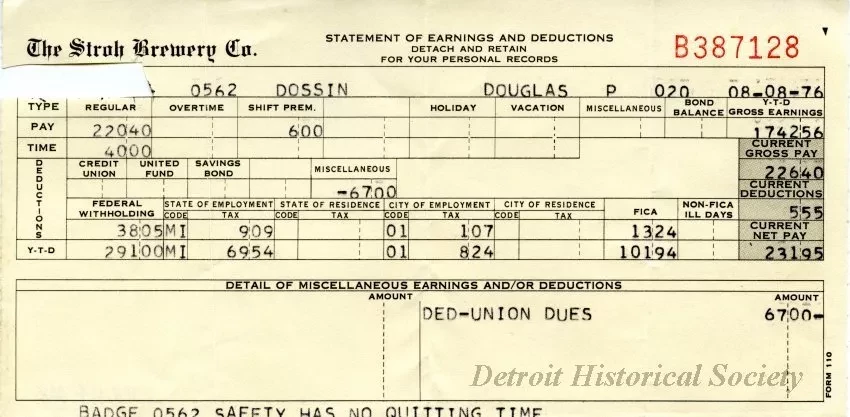 The Stroh Brewery Co.
STATEMENT OF EARNINGS AND DEDUCTIONS
DETACH AND RETAIN
FOR YOUR PERSONAL RECORDS
B387128
0562 DOSSIN DOUGLAS P 020 08-08-76
TYPE REGULAR OVERTIME SHIFT PREM. HOLIDAY VACATION MISCELLANEOUS BOND BALANCE Y-T-D GROSS EARNINGS
PAY 22040 600 174256
TIME 4000 CURRENT GROSS PAY
DEDUCTIONS CREDIT UNION UNITED FUND SAVINGS BOND MISCELLANEOUS 22640
-6700 CURRENT DEDUCTIONS
FEDERAL WITHHOLDING STATE OF EMPLOYMENT CODE TAX STATE OF RESIDENCE CODE TAX CITY OF EMPLOYMENT CODE TAX CITY OF RESIDENCE CODE TAX FICA NON-FICA ILL DAYS 555
3805 MI 909 01 107 1324 CURRENT NET PAY
Y-T-D 29100 MI 6954 01 824 10194 23195
DETAIL OF MISCELLANEOUS EARNINGS AND/OR DEDUCTIONS
AMOUNT AMOUNT
DED-UNION DUES 6700-
Detroit Historical Society
FORM 110
BADGE 0562 SAFETY HAS NO QUITTING TIME